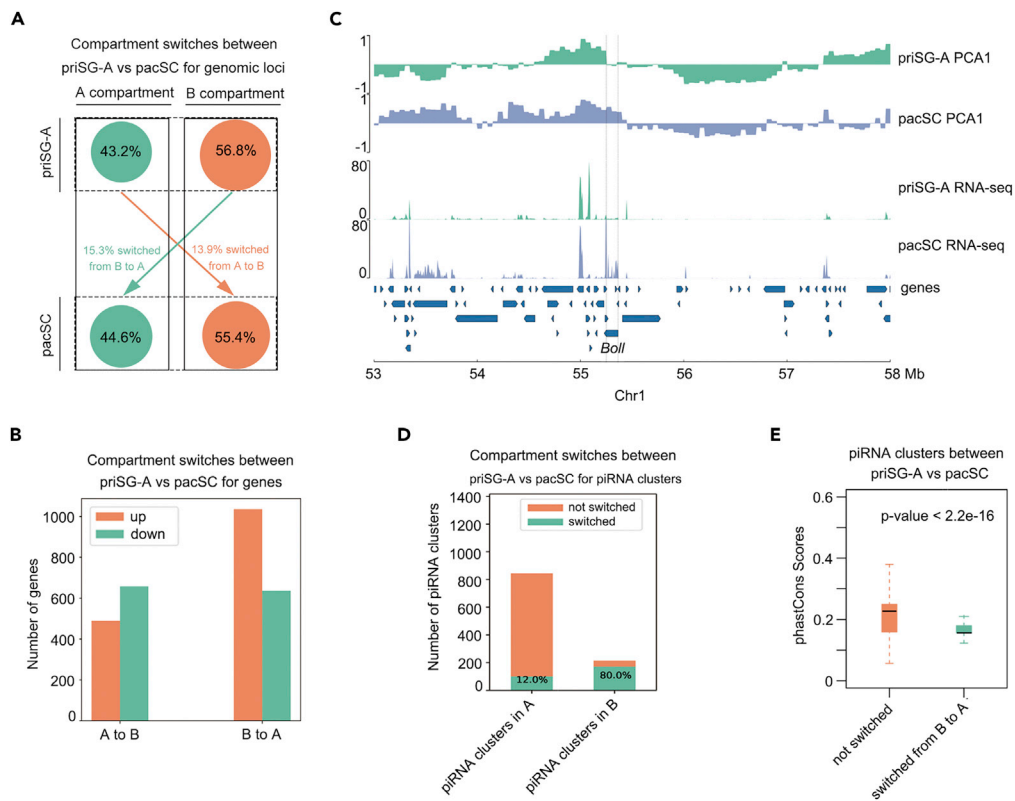 A
Compartment switches between
priSG-A vs pacSC for genomic loci
A compartment B compartment
priSG-A
43.2% 56.8%
15.3% switched
from B to A
13.9% switched
from A to B
pacSC
44.6% 55.4%
B
Compartment switches between
priSG-A vs pacSC for genes
up
down
Number of genes
1000
800
600
400
200
0
A to B B to A
C
1
-1
priSG-A PCA1
1
-1
pacSC PCA1
80
0
priSG-A RNA-seq
80
0
pacSC RNA-seq
genes
Boll
53 54 55 56 57 58 Mb
Chr1
D
Compartment switches between
priSG-A vs pacSC for piRNA clusters
not switched
switched
Number of piRNA clusters
1400
1200
1000
800
600
400
200
0
12.0% 80.0%
piRNA clusters in A
piRNA clusters in B
E
piRNA clusters between
priSG-A vs pacSC
p-value < 2.2e-16
phastCons Scores
0.6
0.4
0.2
0
not switched
switched from B to A